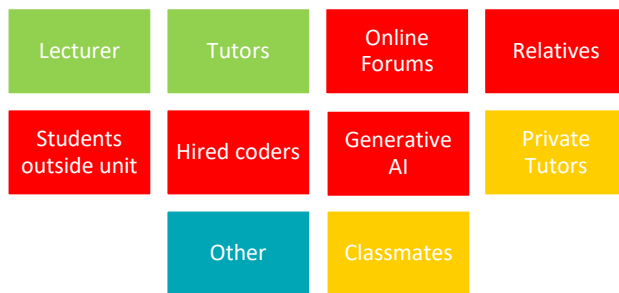 Lecturer
Tutors
Online
Forums
Relatives
Students
outside unit
Hired coders
Generative
AI
Private
Tutors
Other
Classmates